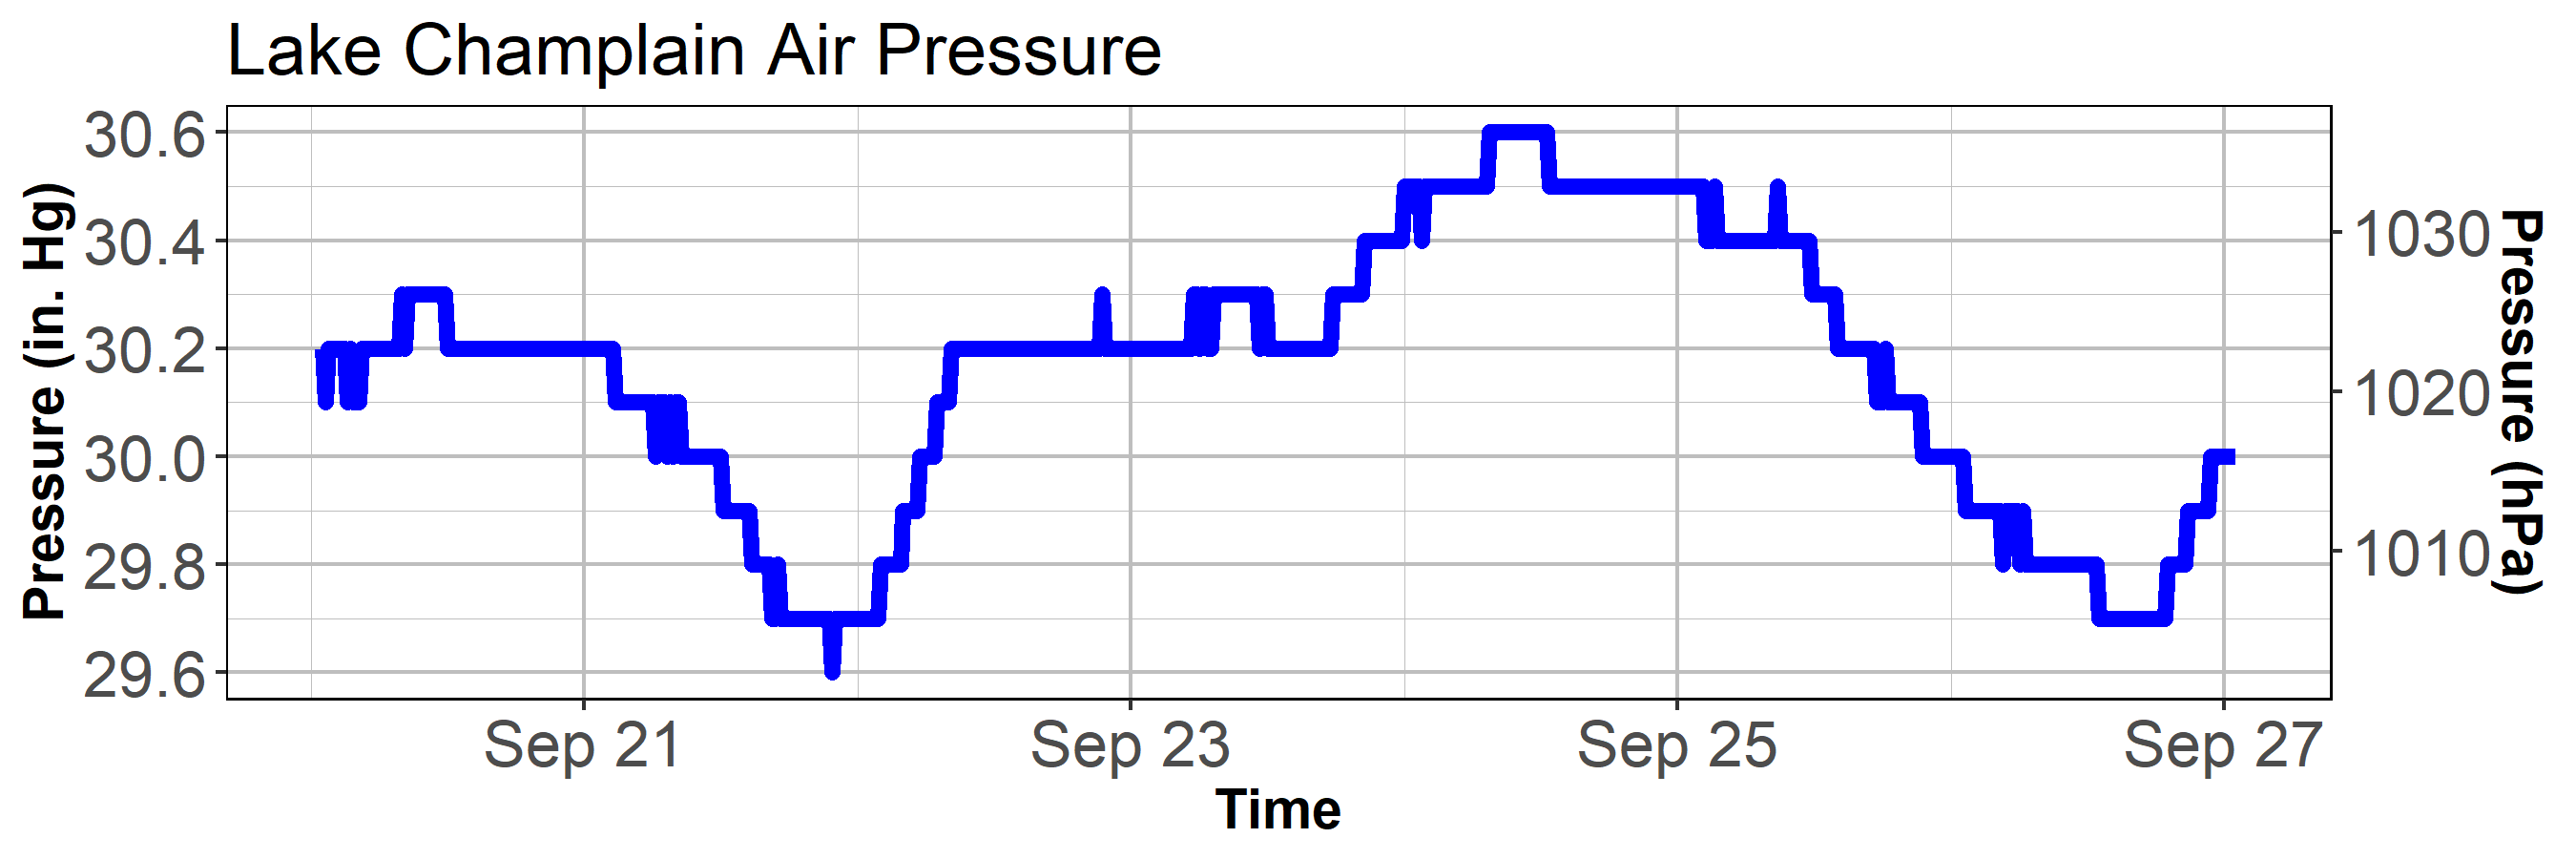 Lake Champlain Air Pressure
Pressure (in. Hg)
30.6
30.4
30.2
30.0
29.8
29.6
1030
1020
1010
Pressure (hPa)
Sep 21 Sep 23 Sep 25 Sep 27
Time